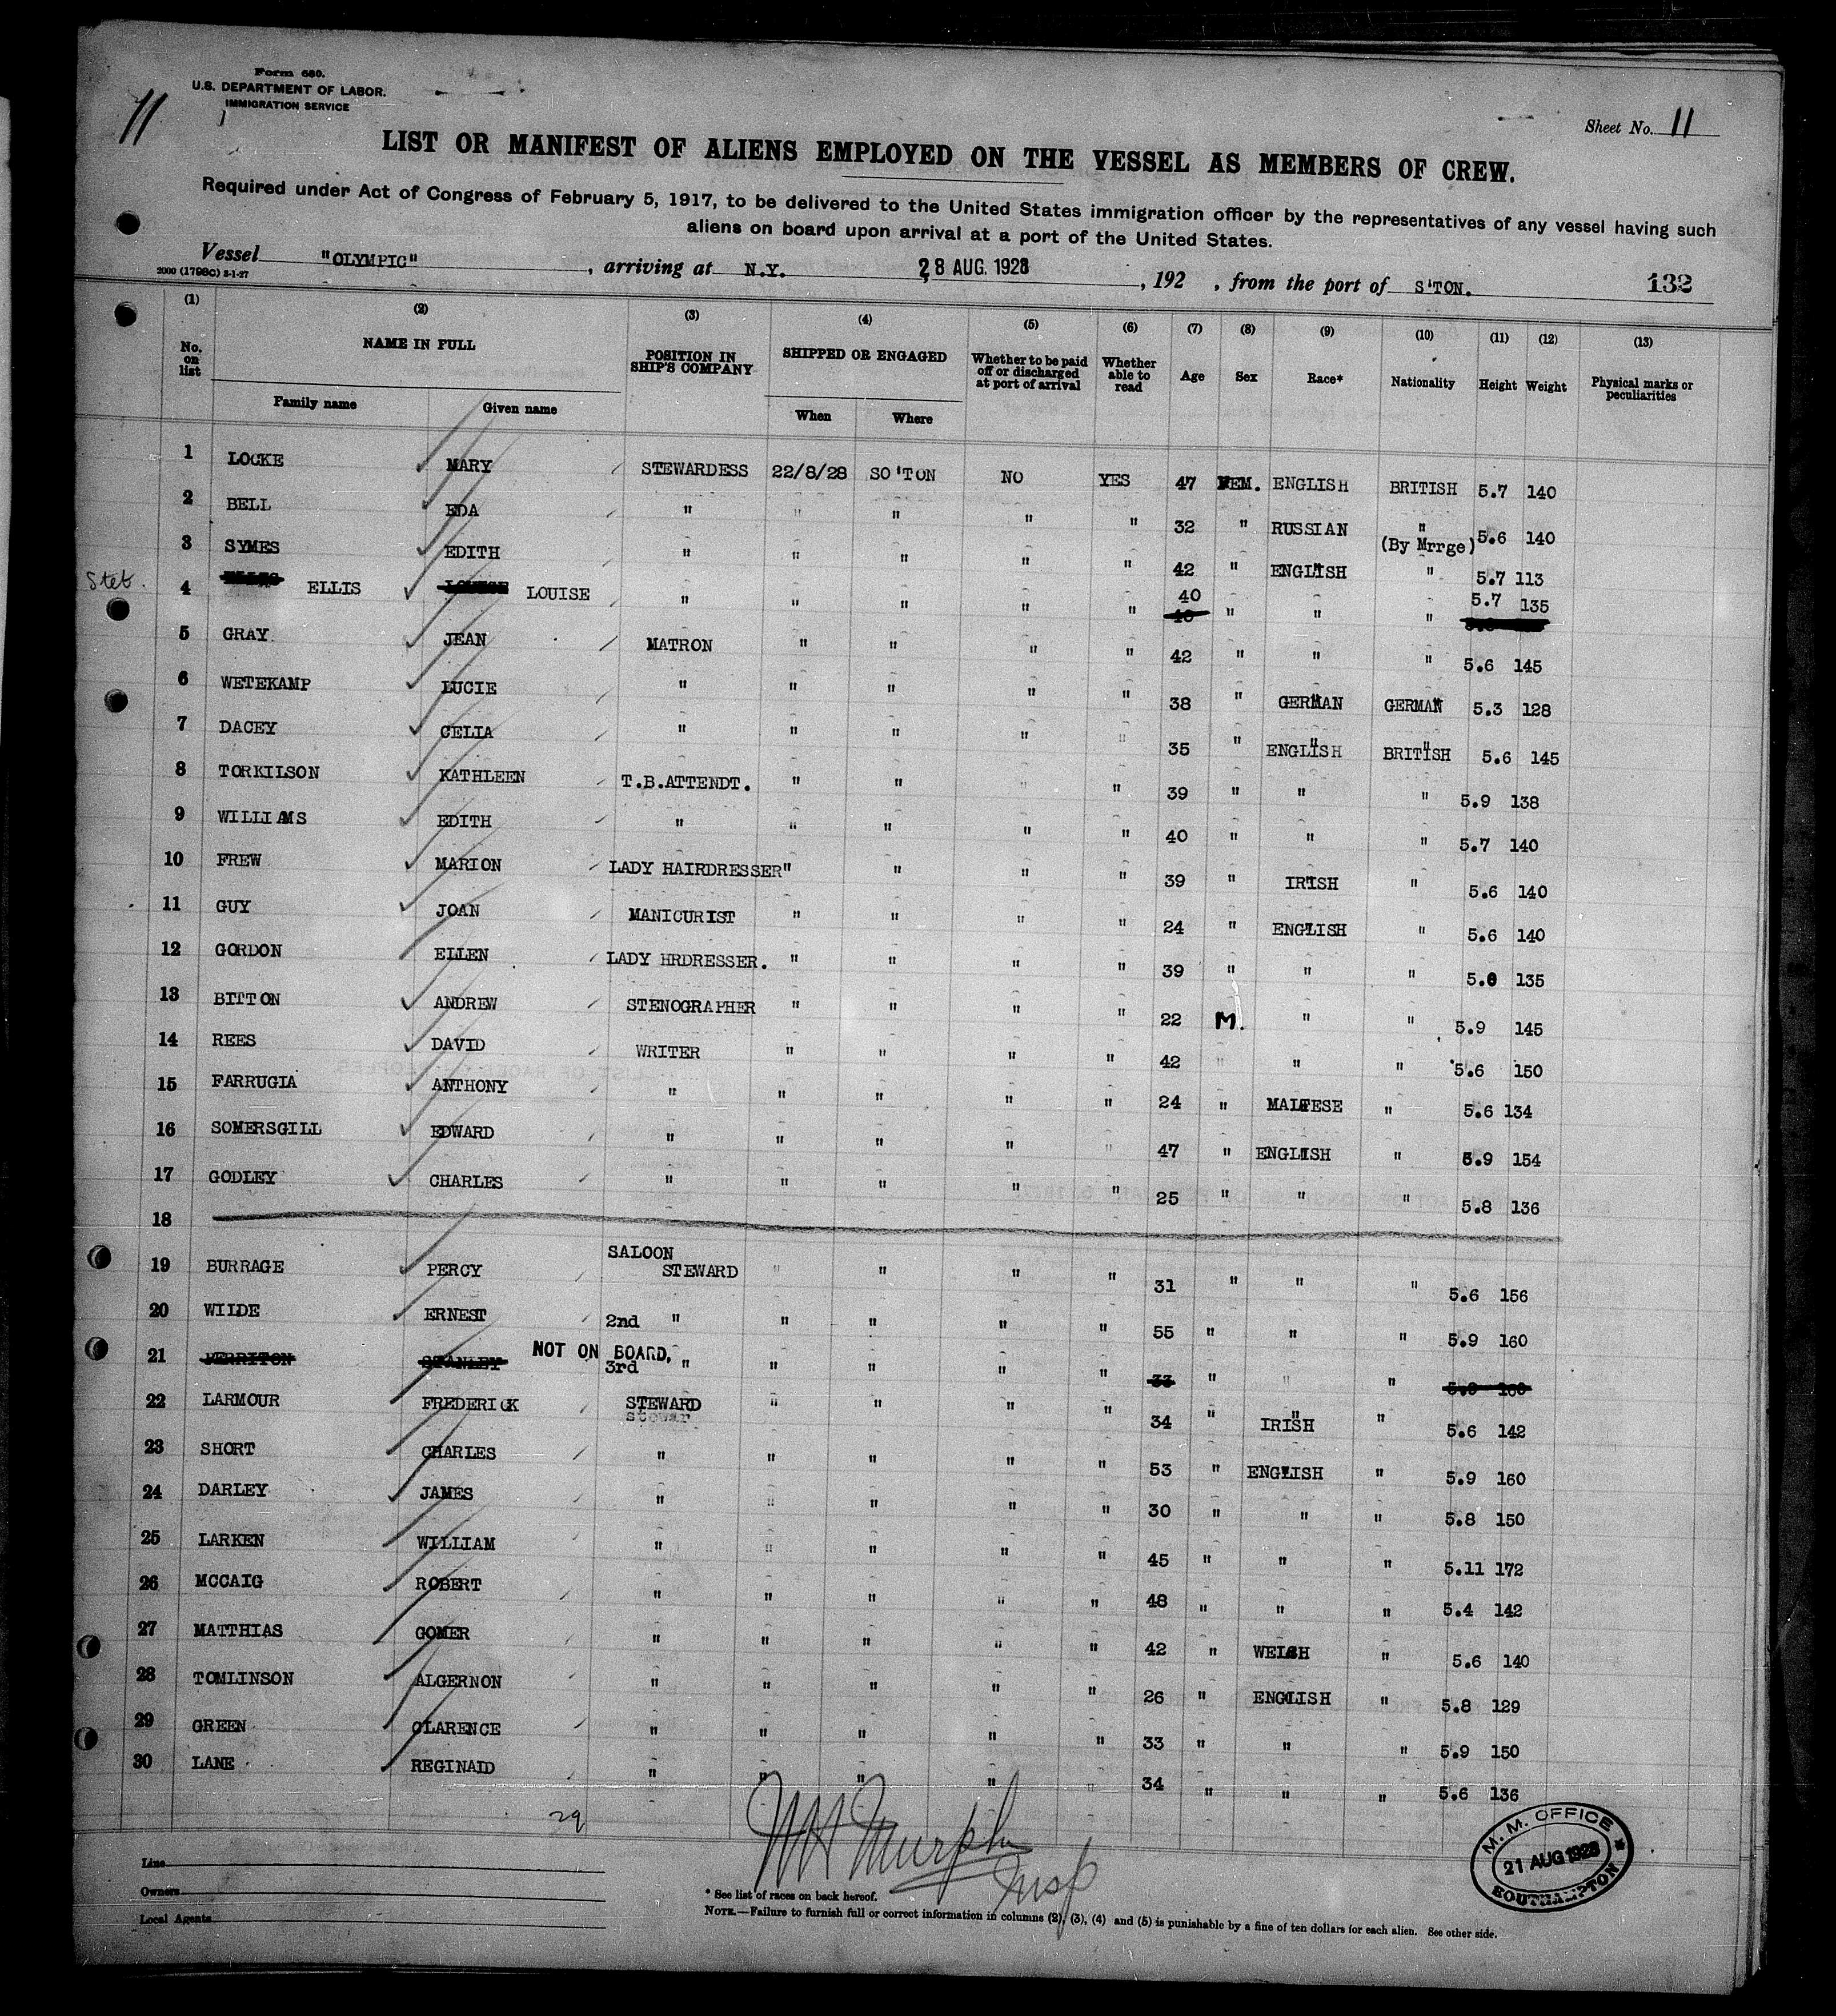 Form 680.
U.S. DEPARTMENT OF LABOR.
IMMIGRATION SERVICE
11
Sheet No. 11
LIST OR MANIFEST OF ALIENS EMPLOYED ON THE VESSEL AS MEMBERS OF CREW.
Required under Act of Congress of February 5, 1917, to be delivered to the United States immigration officer by the representatives of any vessel having such
aliens on board upon arrival at a port of the United States.
Vessel "OLYMPIC" , arriving at N.Y. 28 AUG. 1928 , 192 , from the port of S'TON. 132
2000 (1798c) 3-1-27
(1) (2) (3) (4) (5) (6) (7) (8) (9) (10) (11) (12) (13)
No. on list NAME IN FULL Family name Given name POSITION IN SHIP'S COMPANY SHIPPED OR ENGAGED When Where Whether to be paid off or discharged at port of arrival Whether able to read Age Sex Race* Nationality Height Weight Physical marks or peculiarities
1 LOCKE MARY STEWARDESS 22/8/28 SO'TON NO YES 47 FEM. ENGLISH BRITISH 5.7 140
2 BELL EDA " " " " " 32 " RUSSIAN " (By Mrrge) 5.6 140
3 SYMES EDITH " " " " " 42 " ENGLISH " 5.7 113
Stet. 4 ELLIS ELLIS LOUISE LOUISE " " " " " 40 40 " " " 5.7 135
5 GRAY JEAN MATRON " " " " 42 " " " 5.6 145
6 WETEKAMP LUCIE " " " " " 38 " GERMAN GERMAN 5.3 128
7 DACEY CELIA " " " " " 35 " ENGLISH BRITISH 5.6 145
8 TORKILSON KATHLEEN T.B.ATTENDT. " " " " 39 " " " 5.9 138
9 WILLIAMS EDITH " " " " " 40 " " " 5.7 140
10 FREW MARION LADY HAIRDRESSER " " " " 39 " IRISH " 5.6 140
11 GUY JOAN MANICURIST " " " " 24 " ENGLISH " 5.6 140
12 GORDON ELLEN LADY HRDRESSER. " " " " 39 " " " 135
13 BITTON ANDREW STENOGRAPHER " " " " 22 M. " " 5.9 145
14 REES DAVID WRITER " " " " 42 " " " 5.6 150
15 FARRUGIA ANTHONY " " " " " 24 " MALTESE " 5.6 134
16 SOMERSGILL EDWARD " " " " " 47 " ENGLISH " 5.9 154
17 GODLEY CHARLES " " " " " 25 " " " 5.8 136
18
19 BURRAGE PERCY SALOON STEWARD " " " " 31 " " " 5.6 156
20 WILDE ERNEST 2nd " " " " " 55 " " " 5.9 160
21 STANLEY NOT ON BOARD, 3rd " " " " " 33 " " " 5.9 160
22 LARMOUR FREDERICK STEWARD stewar " " " " 34 " IRISH " 5.6 142
23 SHORT CHARLES " " " " " 53 " ENGLISH " 5.9 160
24 DARLEY JAMES " " " " " 30 " " " 5.8 150
25 LARKEN WILLIAM " " " " " 45 " " " 5.11 172
26 MCCAIG ROBERT " " " " " 48 " " " 5.4 142
27 MATTHIAS GOMER " " " " " 42 " WELSH " 5.6 140
28 TOMLINSON ALGERNON " " " " " 26 " ENGLISH " 5.8 129
29 GREEN CLARENCE " " " " " 33 " " " 5.9 150
30 LANE REGINALD " " " " " 34 " " " 5.6 136
29
W H Murphy
Insp
M. M. OFFICE
21 AUG 1928
SOUTHAMPTON
Line
Owners
Local Agents
* See list of races on back hereof.
NOTE.—Failure to furnish full or correct information in columns (2), (3), (4) and (5) is punishable by a fine of ten dollars for each alien. See other side.